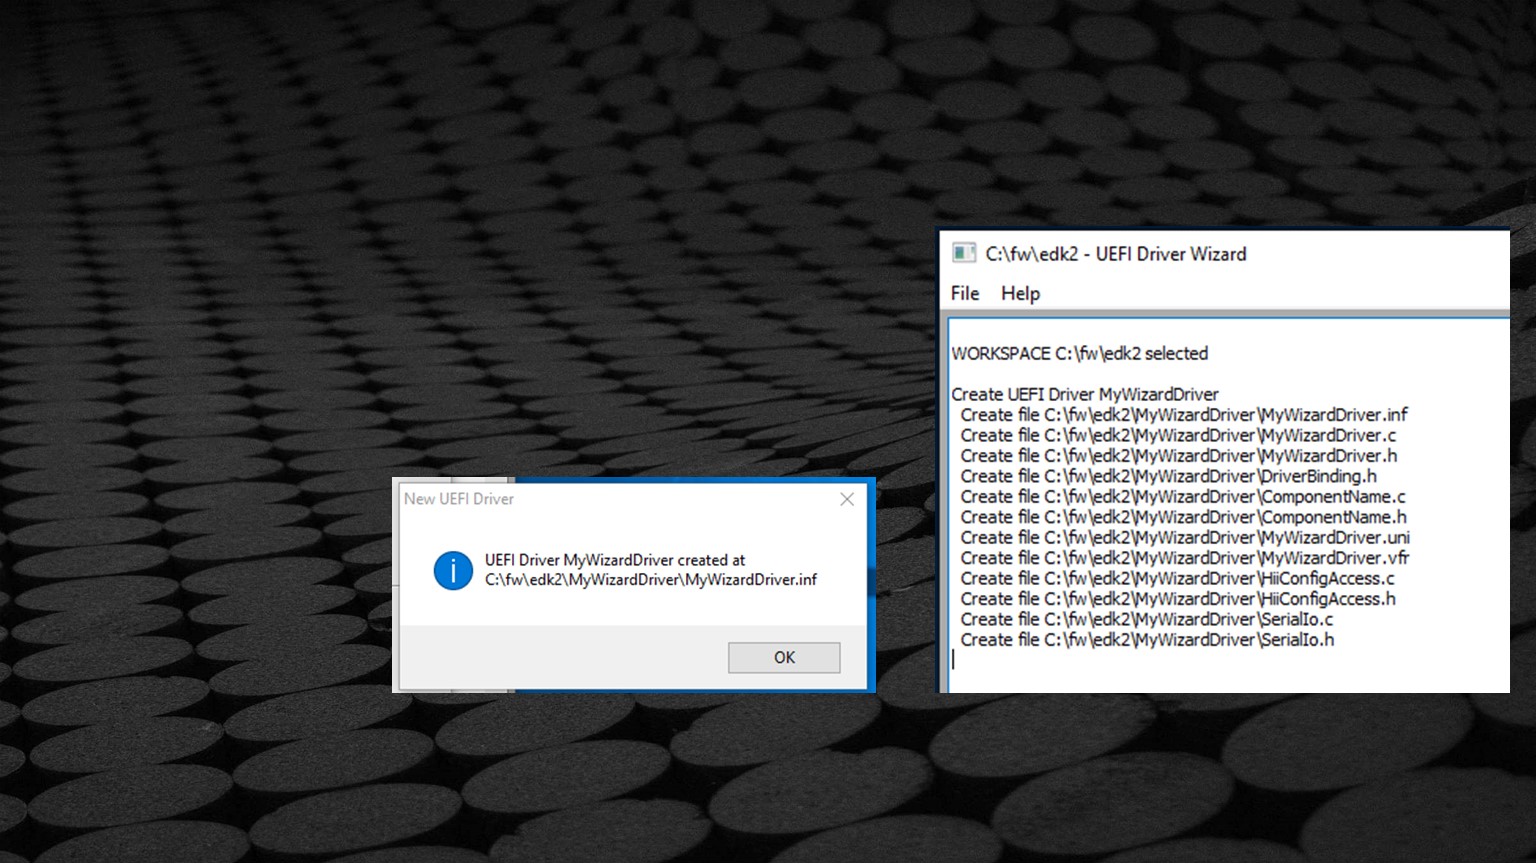 New UEFI Driver
UEFI Driver MyWizardDriver created at
C:\fw\edk2\MyWizardDriver\MyWizardDriver.inf
OK
C:\fw\edk2 - UEFI Driver Wizard
File Help
WORKSPACE C:\fw\edk2 selected
Create UEFI Driver MyWizardDriver
Create file C:\fw\edk2\MyWizardDriver\MyWizardDriver.inf
Create file C:\fw\edk2\MyWizardDriver\MyWizardDriver.c
Create file C:\fw\edk2\MyWizardDriver\MyWizardDriver.h
Create file C:\fw\edk2\MyWizardDriver\DriverBinding.h
Create file C:\fw\edk2\MyWizardDriver\ComponentName.c
Create file C:\fw\edk2\MyWizardDriver\ComponentName.h
Create file C:\fw\edk2\MyWizardDriver\MyWizardDriver.uni
Create file C:\fw\edk2\MyWizardDriver\MyWizardDriver.vfr
Create file C:\fw\edk2\MyWizardDriver\HiiConfigAccess.c
Create file C:\fw\edk2\MyWizardDriver\HiiConfigAccess.h
Create file C:\fw\edk2\MyWizardDriver\SerialIo.c
Create file C:\fw\edk2\MyWizardDriver\SerialIo.h